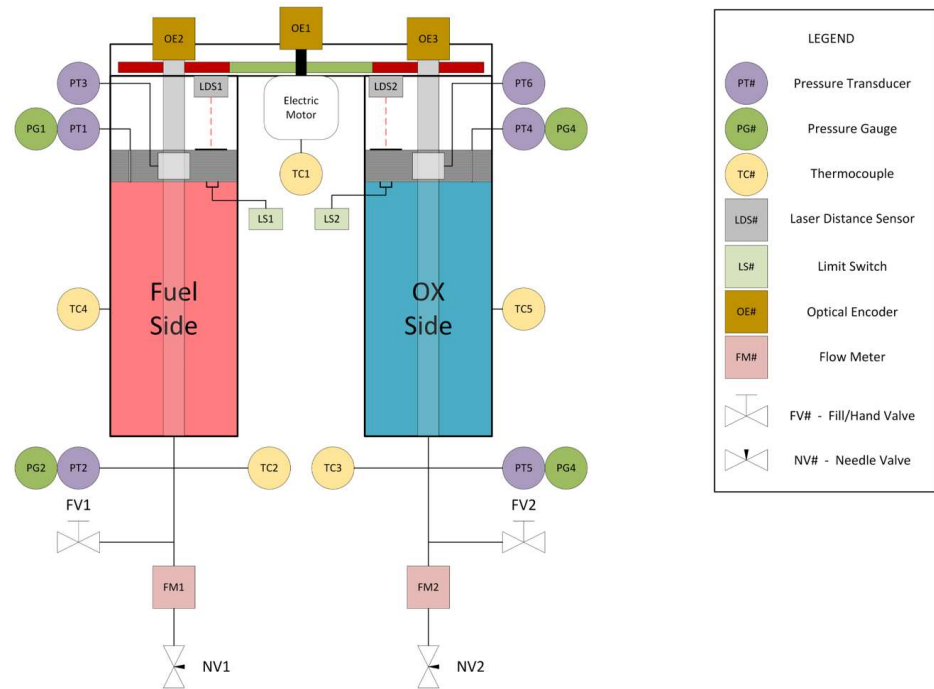 OE2
OE1
OE3
PT3
LDS1
Electric
Motor
LDS2
PT6
PG1
PT1
PT4
PG4
TC1
LS1
LS2
Fuel
Side
OX
Side
TC4
TC5
PG2
PT2
TC2
TC3
PT5
PG4
FV1
FV2
FM1
FM2
NV1
NV2
LEGEND
PT# Pressure Transducer
PG# Pressure Gauge
TC# Thermocouple
LDS# Laser Distance Sensor
LS# Limit Switch
OE# Optical Encoder
FM# Flow Meter
FV# - Fill/Hand Valve
NV# - Needle Valve